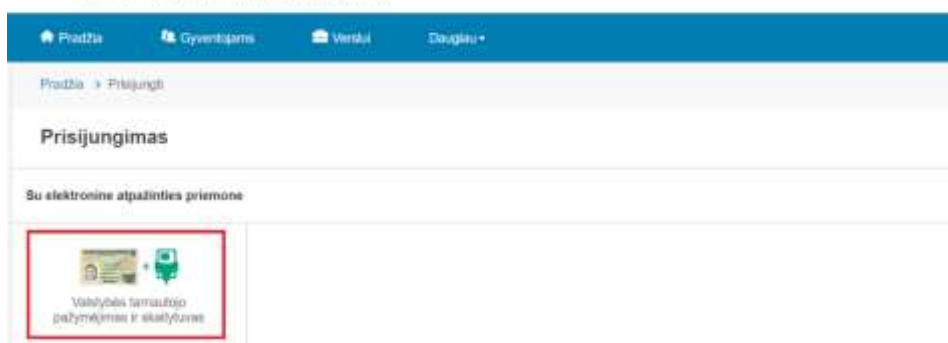 Pradžia Gyventojams Verslui Daugiau
Pradžia > Prisijungti
Prisijungimas
Su elektronine atpažinties priemone
+
Valstybės tarnautojo
pažymėjimas ir skaitytuvas